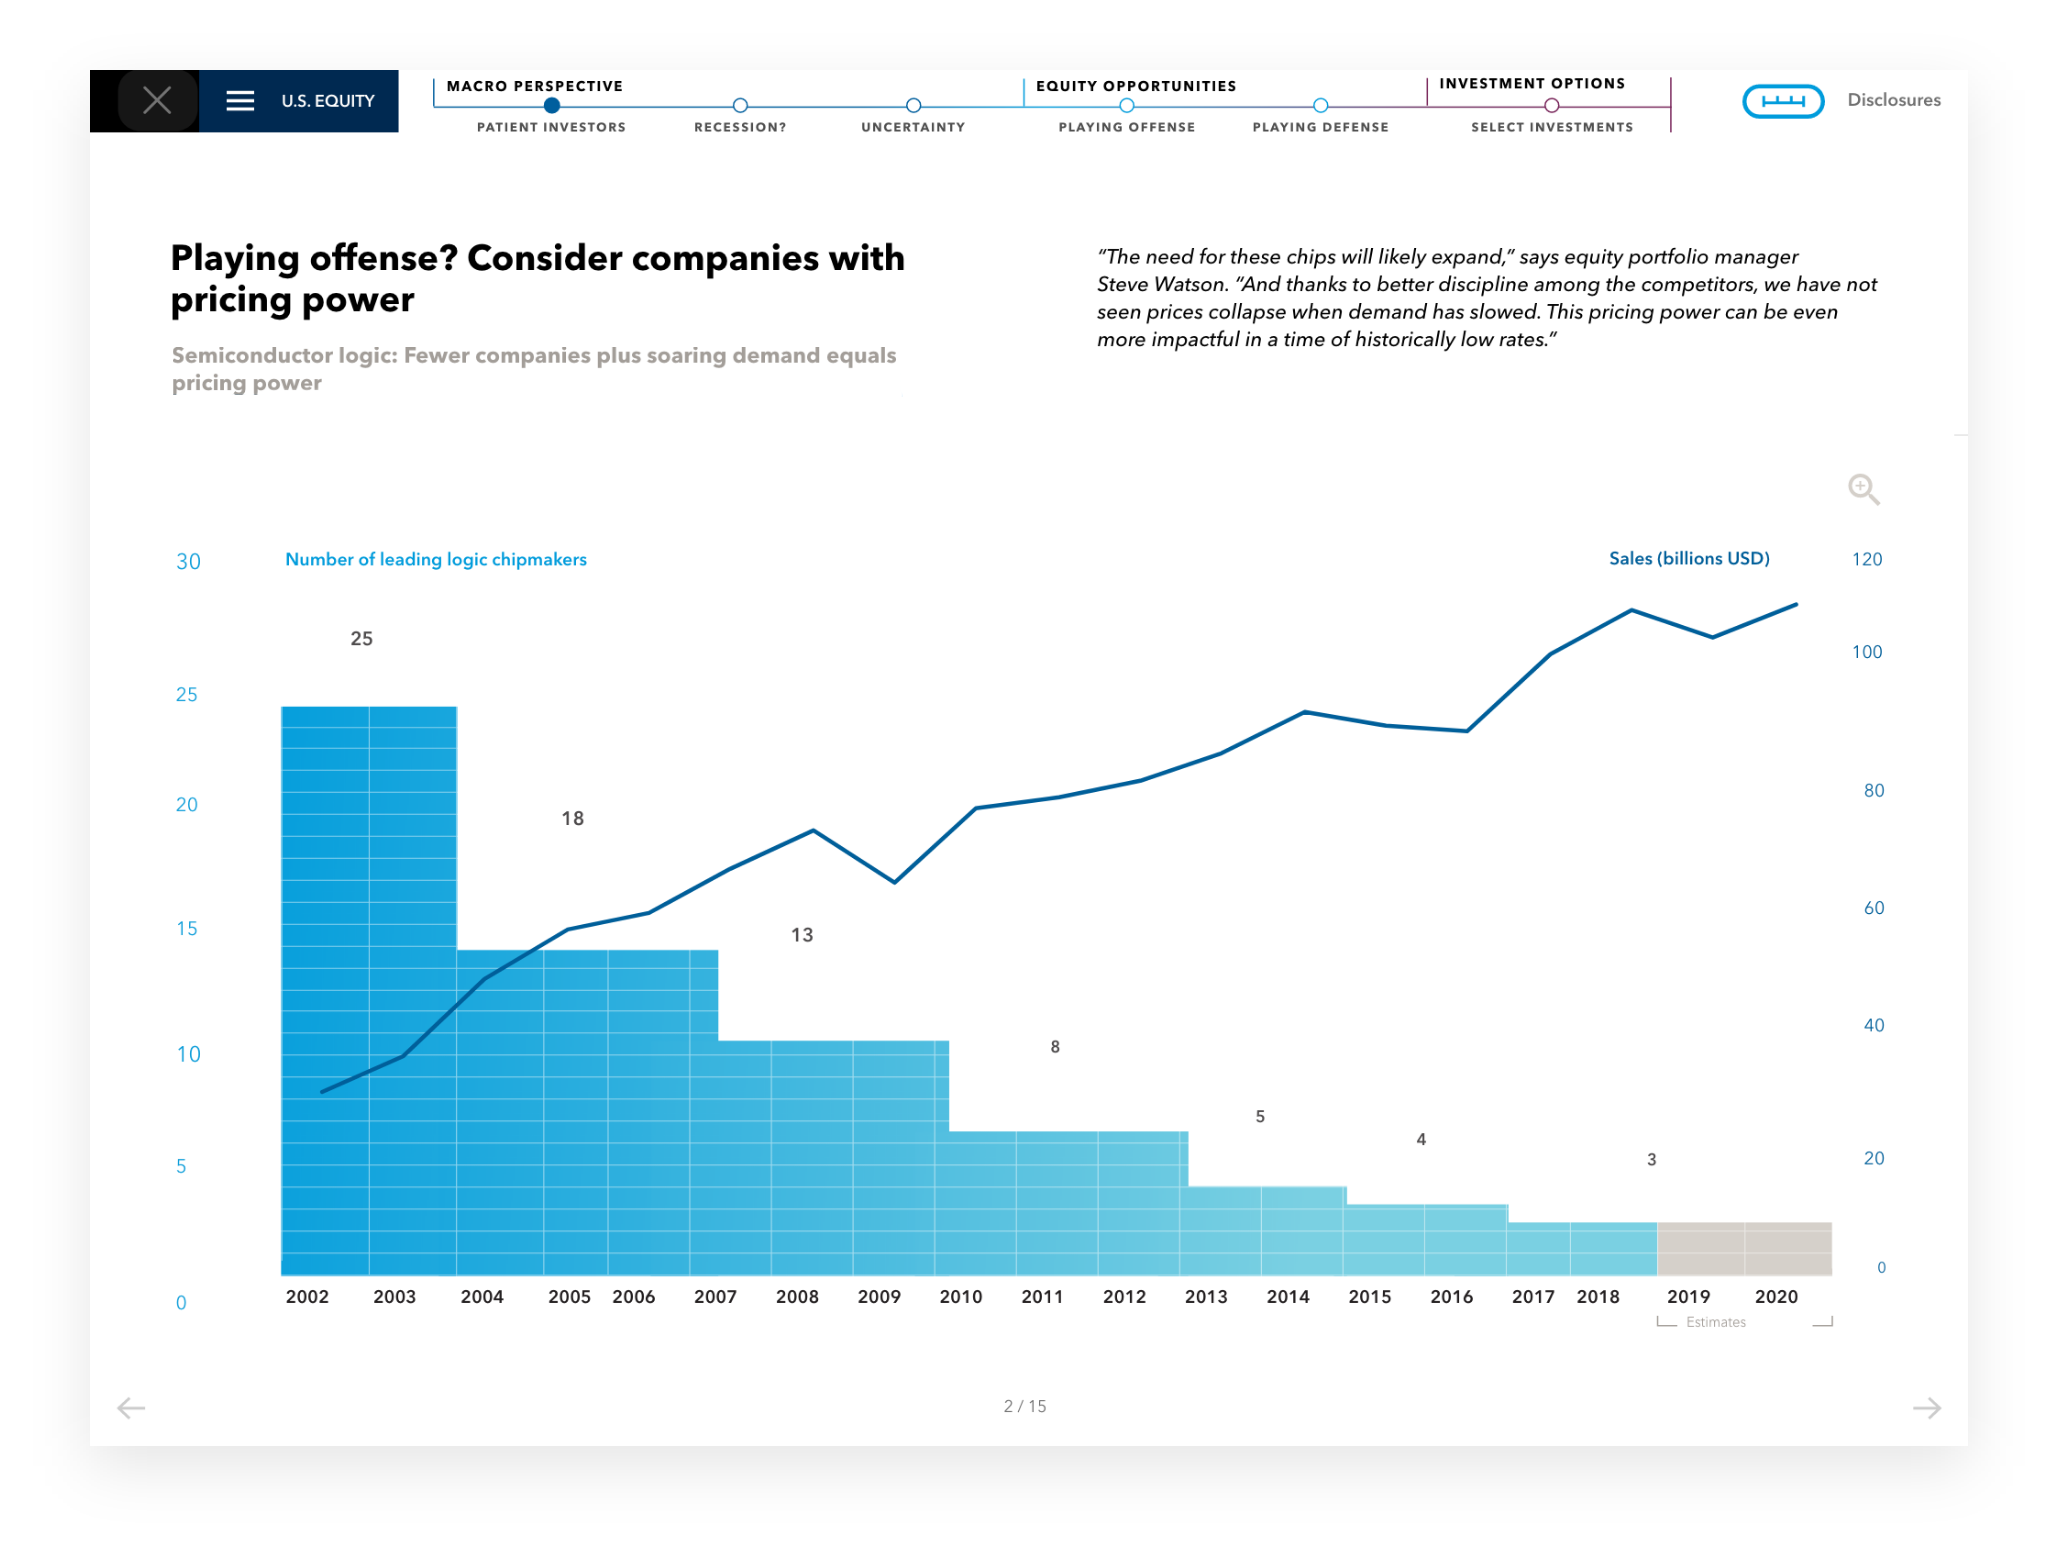 U.S. EQUITY
MACRO PERSPECTIVE
PATIENT INVESTORS
RECESSION?
UNCERTAINTY
EQUITY OPPORTUNITIES
PLAYING OFFENSE
PLAYING DEFENSE
INVESTMENT OPTIONS
SELECT INVESTMENTS
Disclosures
Playing offense? Consider companies with
pricing power
Semiconductor logic: Fewer companies plus soaring demand equals
pricing power
“The need for these chips will likely expand,” says equity portfolio manager
Steve Watson. “And thanks to better discipline among the competitors, we have not
seen prices collapse when demand has slowed. This pricing power can be even
more impactful in a time of historically low rates.”
Number of leading logic chipmakers
Sales (billions USD)
30
25
20
15
10
5
0
25
18
13
8
5
4
3
120
100
80
60
40
20
0
2002 2003 2004 2005 2006 2007 2008 2009 2010 2011 2012 2013 2014 2015 2016 2017 2018 2019 2020
Estimates
2 / 15